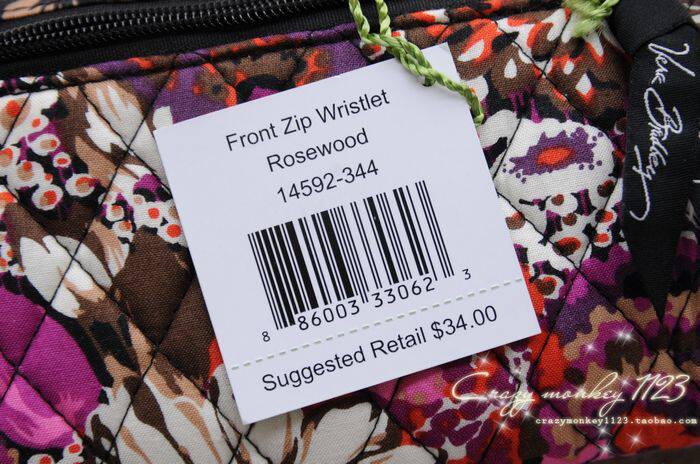 Vera Bradley
Front Zip Wristlet
Rosewood
14592-344
8 86003 33062 3
Suggested Retail $34.00
Crazy monkey 1123
crazymonkey1123.taobao.com